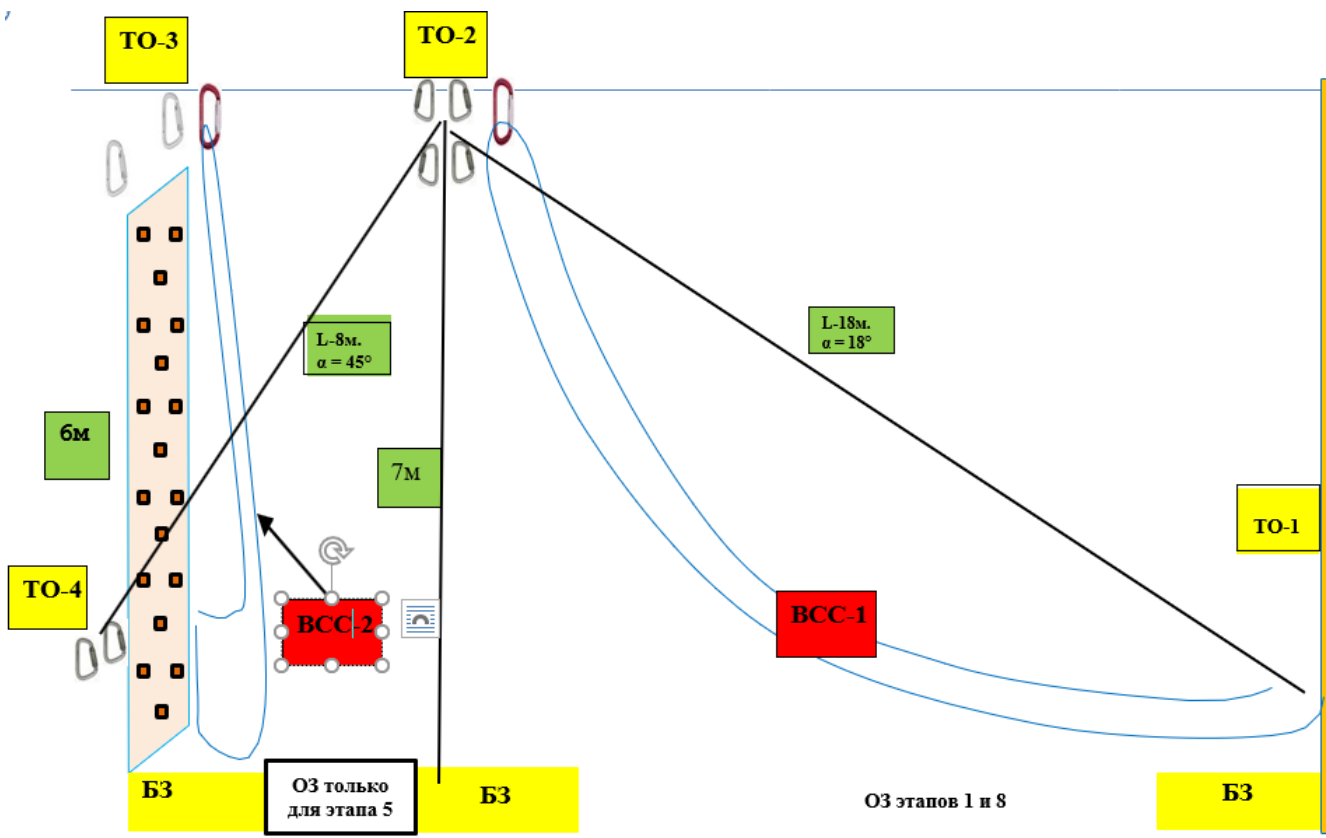 ТО-3
ТО-2
L-8м.
α = 45°
L-18м.
α = 18°
6м
7м
ТО-1
ТО-4
ВСС-2
ВСС-1
БЗ
ОЗ только
для этапа 5
БЗ
ОЗ этапов 1 и 8
БЗ